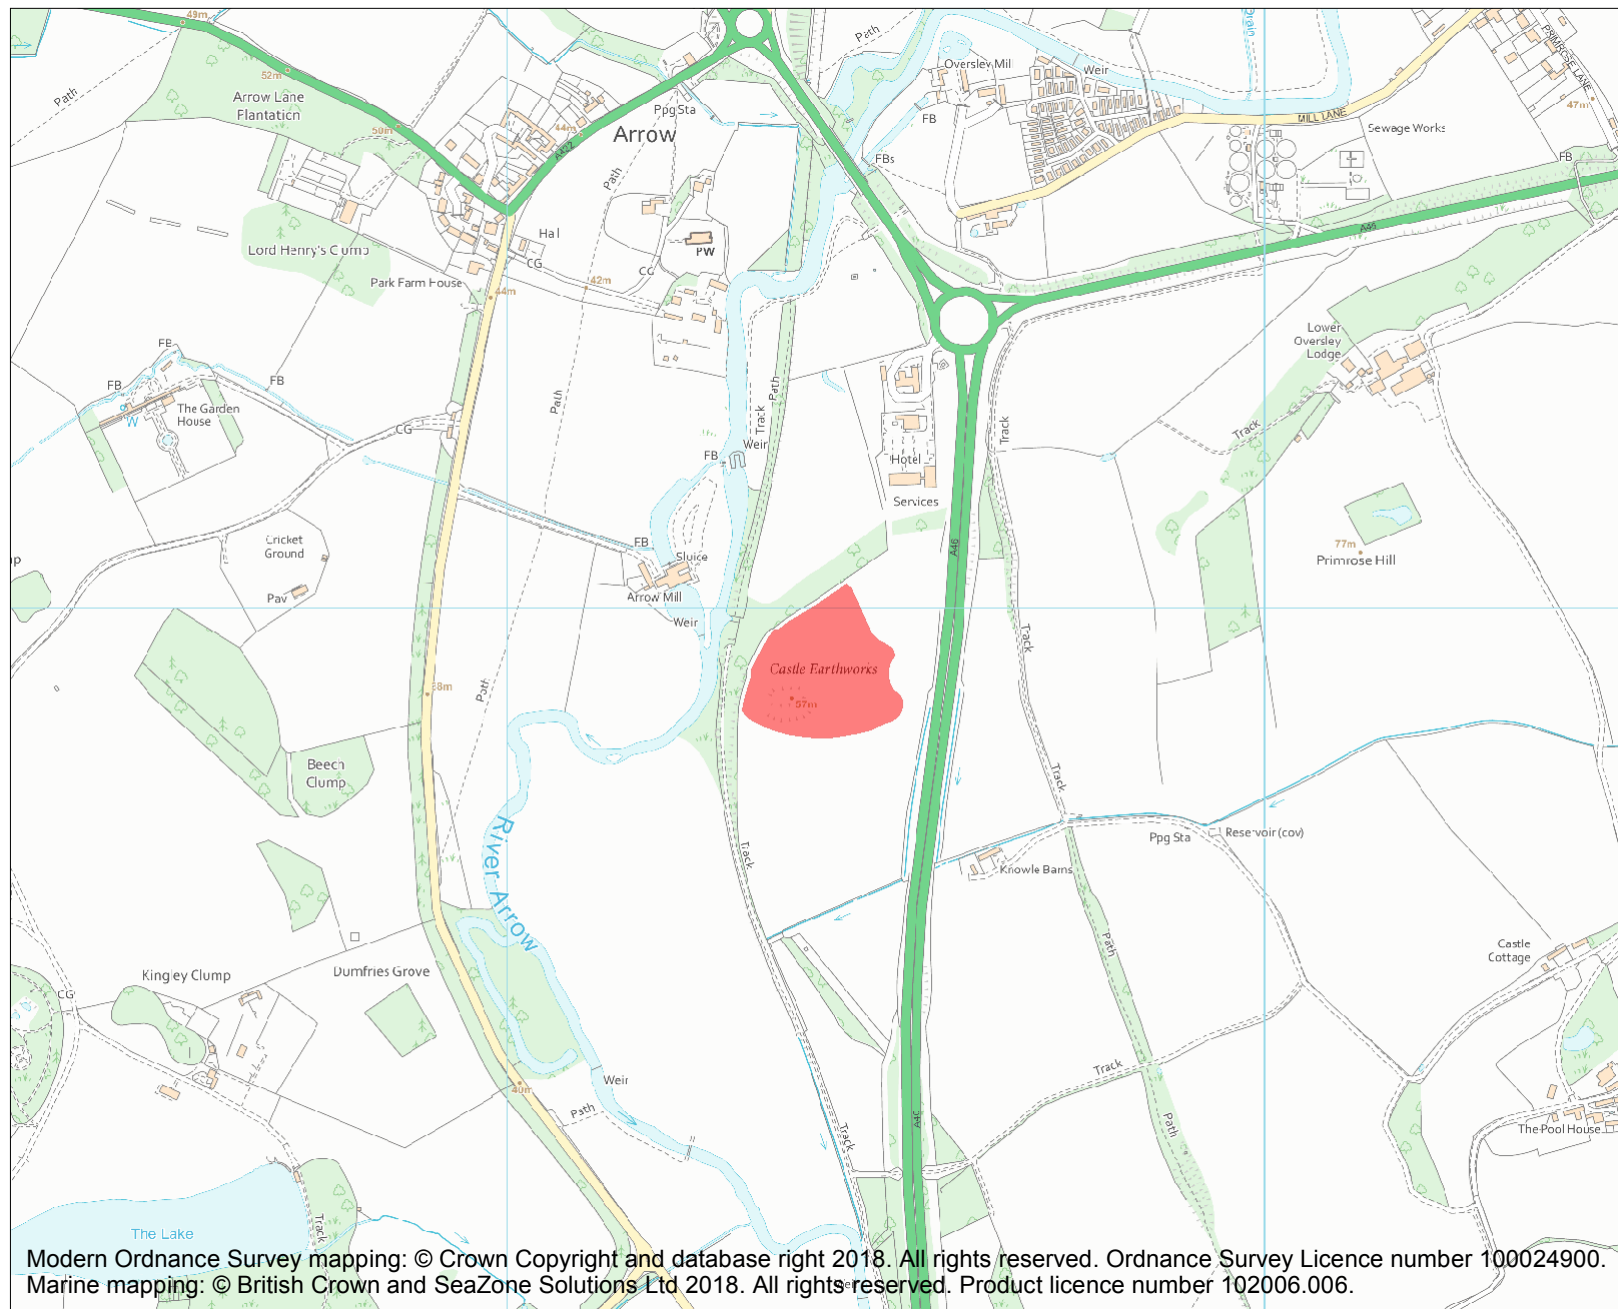 49m
Path
Oversley Mil
Weir
PRIMROSE LANE
52m
Path
Arrow Lane
Plantation
Ppg Sta
47m
50m
44m
Arrow
FB
MILL LANE
Sewage Works
A422
FBs
FB
Path
Hal
A46
Lord Henry's Clump
PW
CG
CG
Park Farm House
42m
44m
Lower
Oversley
Lodge
FB
FB
FB
The Garden
House
W
Path
Path
Track
Track
Track
CG
Weir
FB
Hotel
Services
Cricket
Ground
FB
Sluice
A46
77m
Primrose Hill
Pav
Arrow Mill
Weir
Track
Castle Earthworks
Path
38m
57m
Beech
Clump
Track
River Arrow
Track
Ppg Sta
Reservoir (cov)
Knowle Barns
Path
Castle
Cottage
Kingley Clump
Dumfries Grove
CG
Weir
40m
Path
Track
A46
Track
Path
The Pool House
The Lake
Track
Modern Ordnance Survey mapping: © Crown Copyright and database right 2018. All rights reserved. Ordnance Survey Licence number 100024900.
Marine mapping: © British Crown and SeaZone Solutions Ltd 2018. All rights reserved. Product licence number 102006.006.
Weir